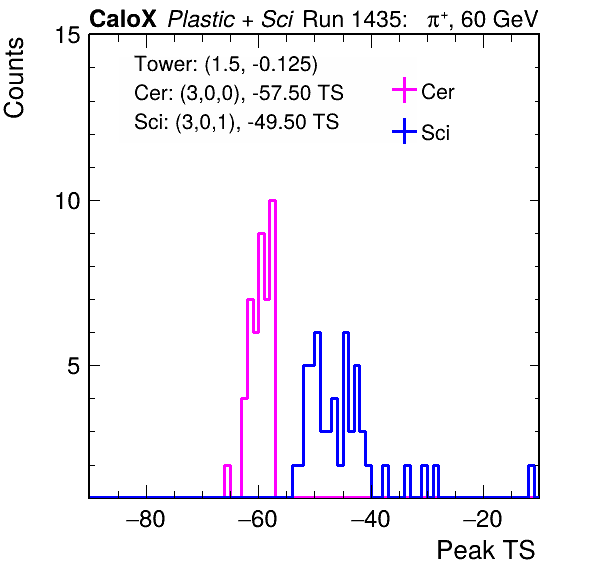 CaloX Plastic + Sci Run 1435: π⁺, 60 GeV
Counts
15
10
5
Tower: (1.5, -0.125)
Cer: (3,0,0), -57.50 TS
Sci: (3,0,1), -49.50 TS
Cer
Sci
−80 −60 −40 −20
Peak TS